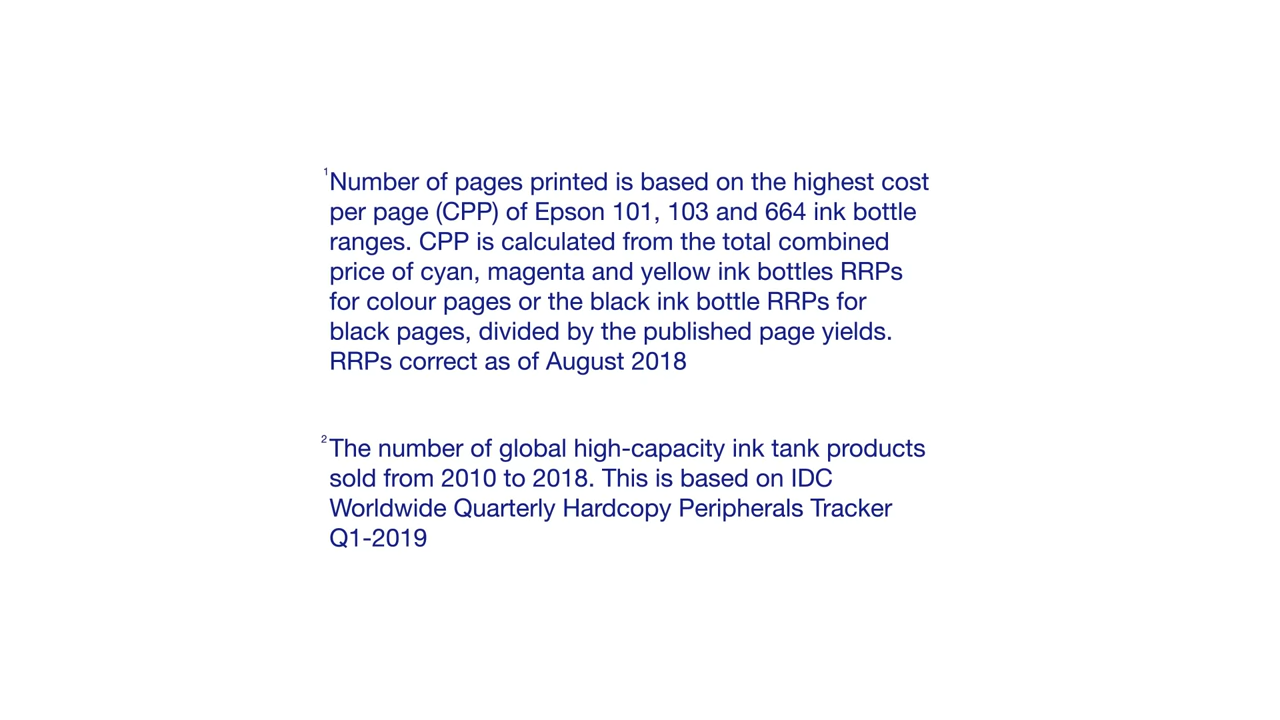 ¹Number of pages printed is based on the highest cost
per page (CPP) of Epson 101, 103 and 664 ink bottle
ranges. CPP is calculated from the total combined
price of cyan, magenta and yellow ink bottles RRPs
for colour pages or the black ink bottle RRPs for
black pages, divided by the published page yields.
RRPs correct as of August 2018
²The number of global high-capacity ink tank products
sold from 2010 to 2018. This is based on IDC
Worldwide Quarterly Hardcopy Peripherals Tracker
Q1-2019